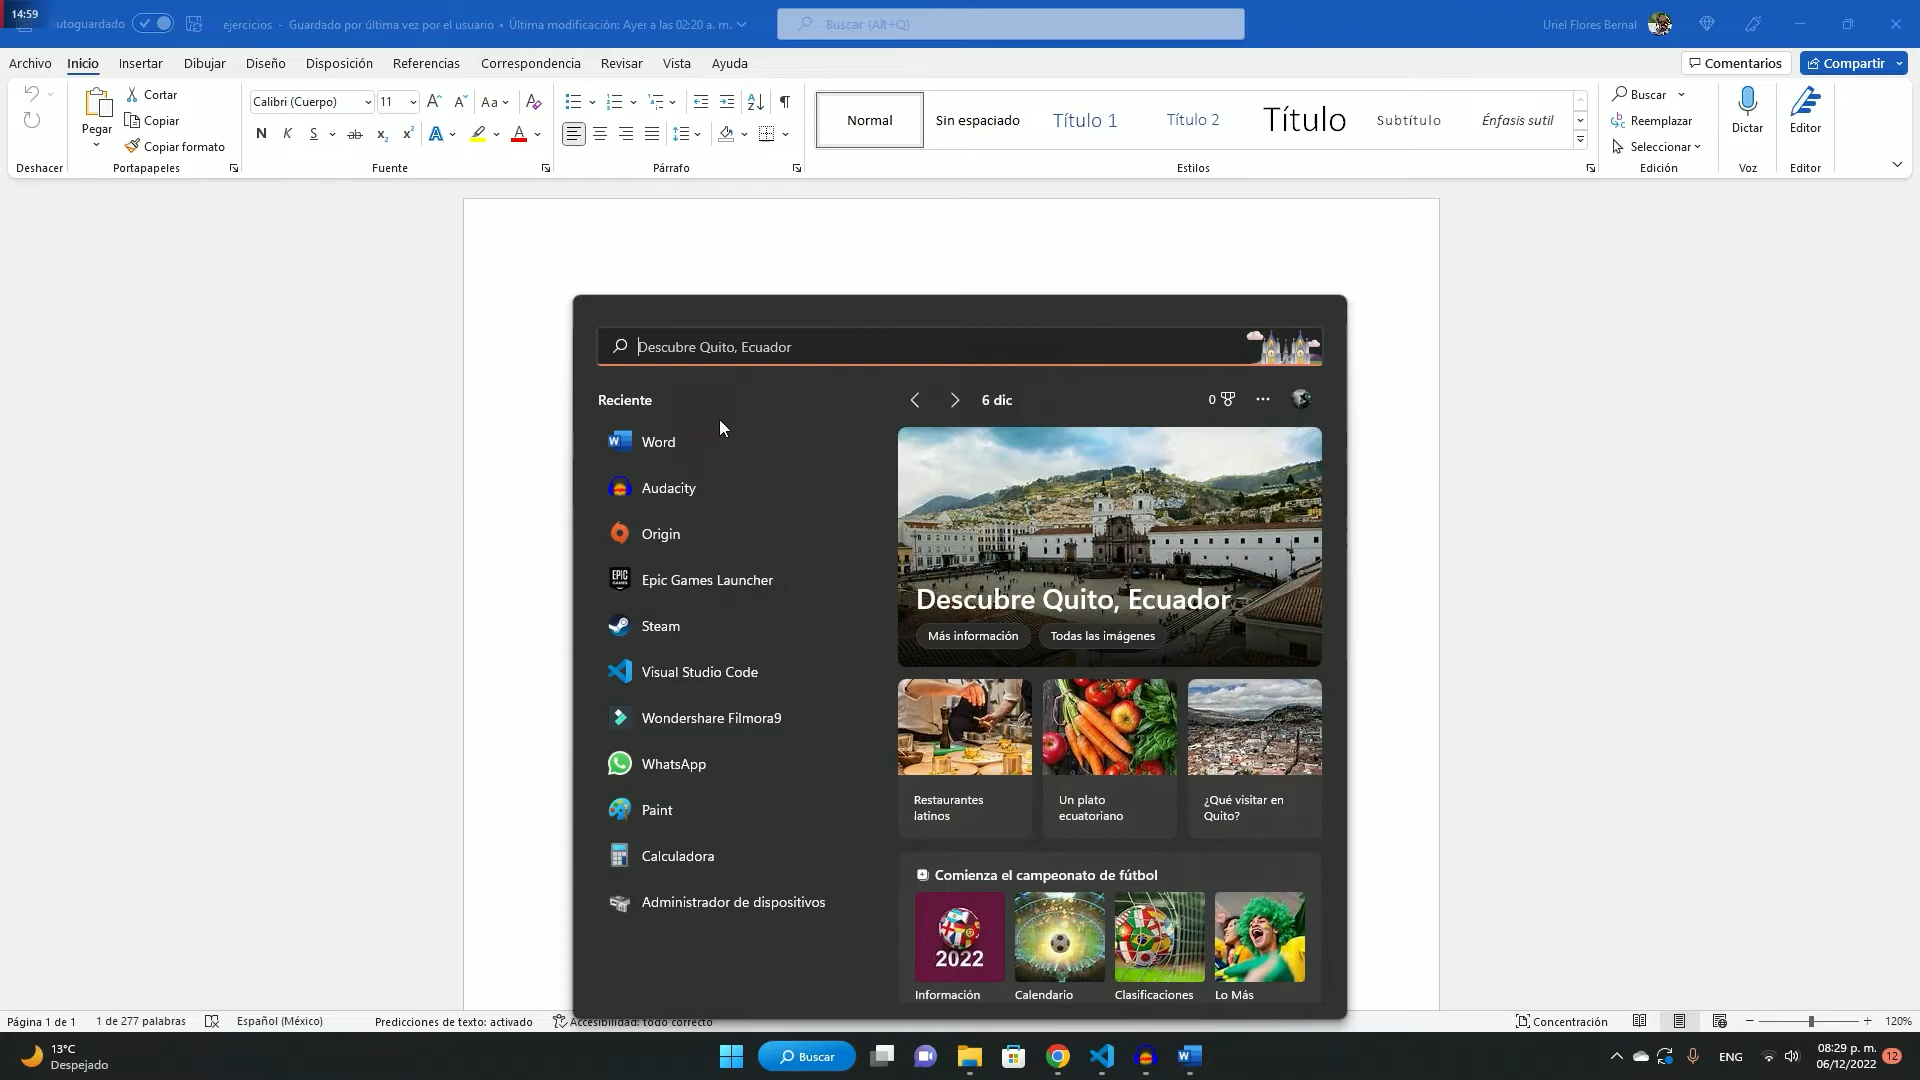 14:59
utoguardado
ejercicios - Guardado por última vez por el usuario • Última modificación: Ayer a las 02:20 a. m.
Buscar (Alt+Q)
Uriel Flores Bernal
Archivo Inicio Insertar Dibujar Diseño Disposición Referencias Correspondencia Revisar Vista Ayuda
Comentarios
Compartir
Pegar
Cortar
Copiar
Copiar formato
Calibri (Cuerpo) 11
Aa
N K S ab x₂ x² A A
Normal
Sin espaciado
Título 1
Título 2
Título
Subtítulo
Énfasis sutil
Buscar
Reemplazar
Seleccionar
Dictar
Editor
Deshacer Portapapeles Fuente Párrafo Estilos Edición Voz Editor
Descubre Quito, Ecuador
Reciente
Word
Audacity
Origin
Epic Games Launcher
Steam
Visual Studio Code
Wondershare Filmora9
WhatsApp
Paint
Calculadora
Administrador de dispositivos
6 dic
0
Descubre Quito, Ecuador
Más información
Todas las imágenes
Restaurantes
latinos
Un plato
ecuatoriano
¿Qué visitar en
Quito?
Comienza el campeonato de fútbol
2022
Información
Calendario
Clasificaciones
Lo Más
Página 1 de 1 1 de 277 palabras Español (México) Predicciones de texto: activado Accesibilidad: todo correcto
Concentración
120%
13°C
Despejado
Buscar
ENG
08:29 p. m.
06/12/2022
12